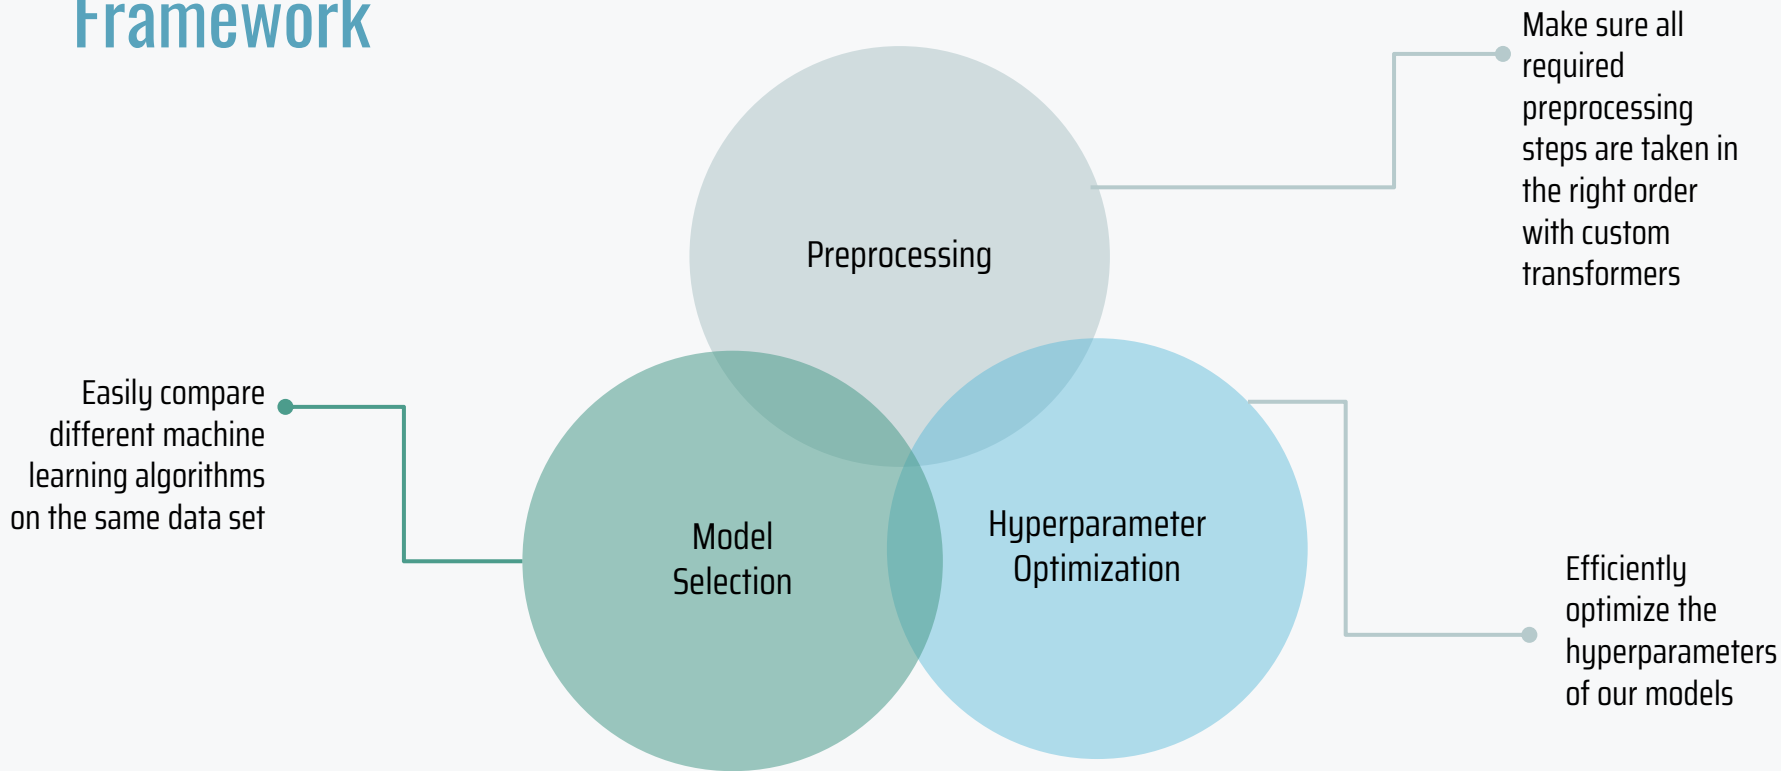 Framework
Make sure all
required
preprocessing
steps are taken in
the right order
with custom
transformers
Preprocessing
Easily compare
different machine
learning algorithms
on the same data set
Model
Selection
Hyperparameter
Optimization
Efficiently
optimize the
hyperparameters
of our models